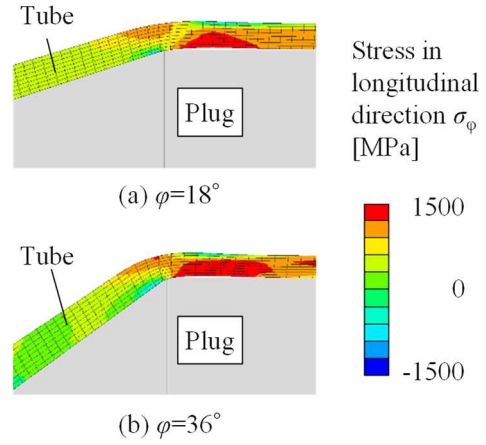 Tube
Plug
(a) φ=18°
Tube
Plug
(b) φ=36°
Stress in
longitudinal
direction σφ
[MPa]
1500
0
-1500